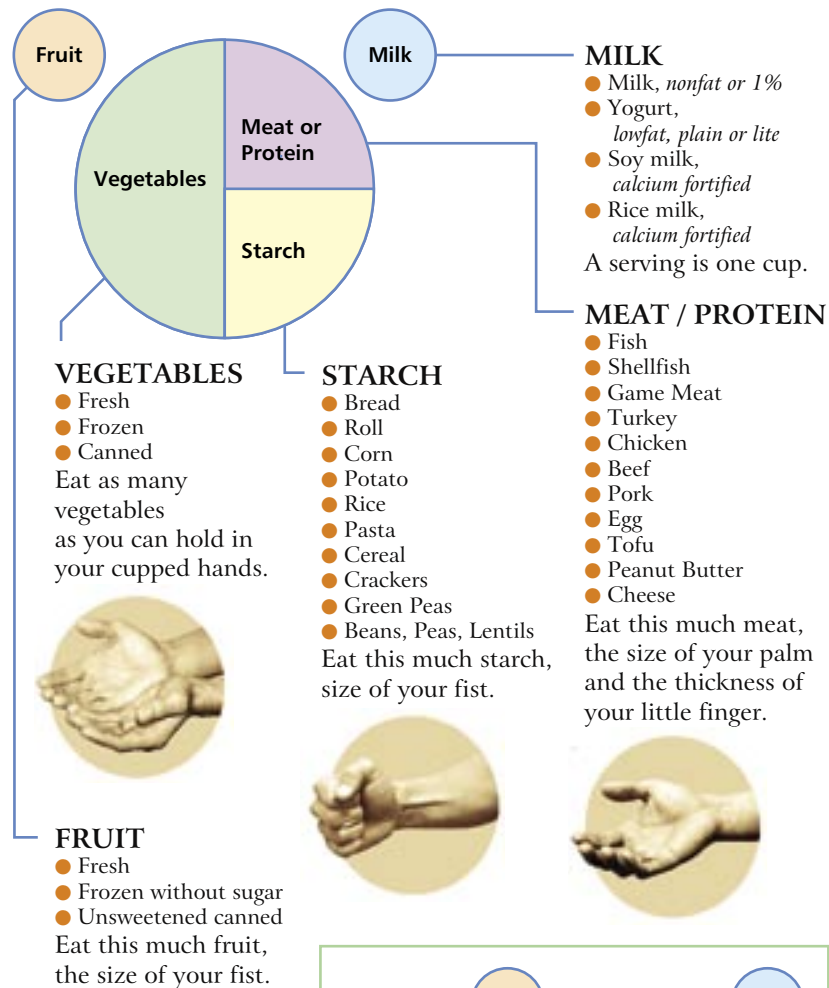 Fruit
Vegetables
Meat or
Protein
Starch
Milk
MILK
● Milk, nonfat or 1%
● Yogurt,
lowfat, plain or lite
● Soy milk,
calcium fortified
● Rice milk,
calcium fortified
A serving is one cup.
MEAT / PROTEIN
● Fish
● Shellfish
● Game Meat
● Turkey
● Chicken
● Beef
● Pork
● Egg
● Tofu
● Peanut Butter
● Cheese
Eat this much meat,
the size of your palm
and the thickness of
your little finger.
VEGETABLES
● Fresh
● Frozen
● Canned
Eat as many
vegetables
as you can hold in
your cupped hands.
STARCH
● Bread
● Roll
● Corn
● Potato
● Rice
● Pasta
● Cereal
● Crackers
● Green Peas
● Beans, Peas, Lentils
Eat this much starch,
size of your fist.
FRUIT
● Fresh
● Frozen without sugar
● Unsweetened canned
Eat this much fruit,
the size of your fist.